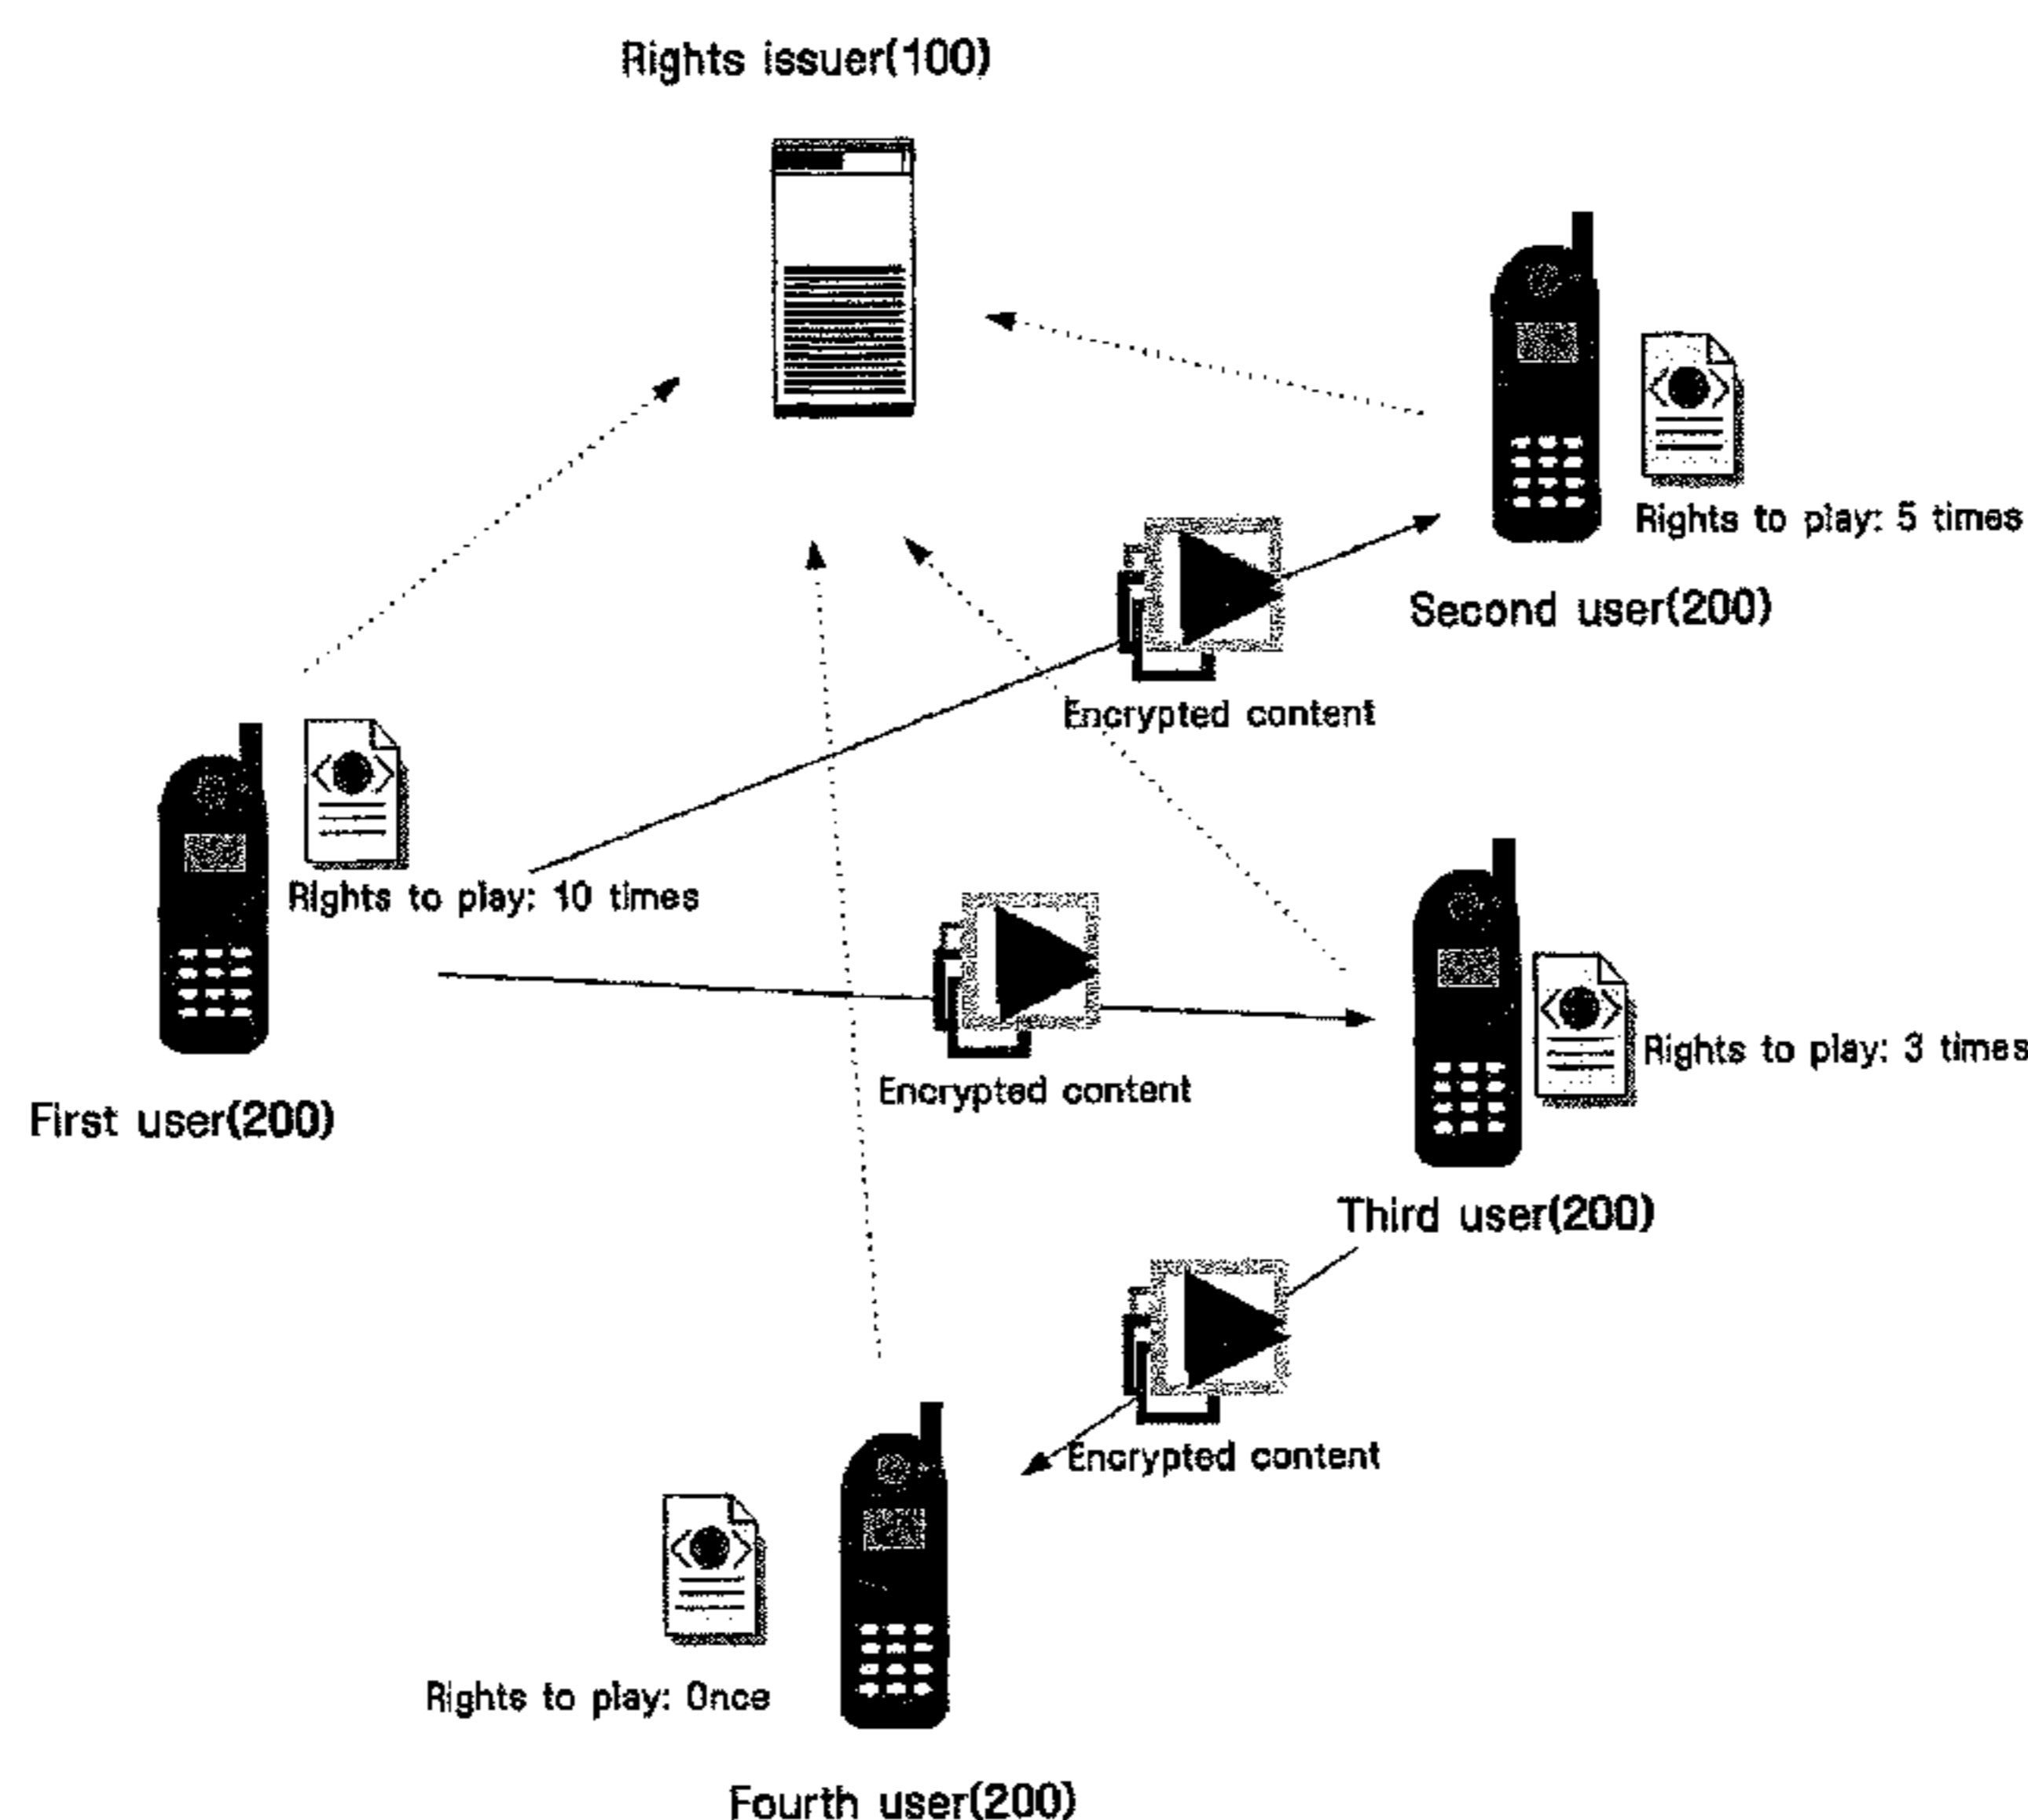 Rights issuer(100)
Rights to play: 5 times
Second user(200)
Encrypted content
Rights to play: 10 times
Rights to play: 3 times
Encrypted content
First user(200)
Third user(200)
Encrypted content
Rights to play: Once
Fourth user(200)